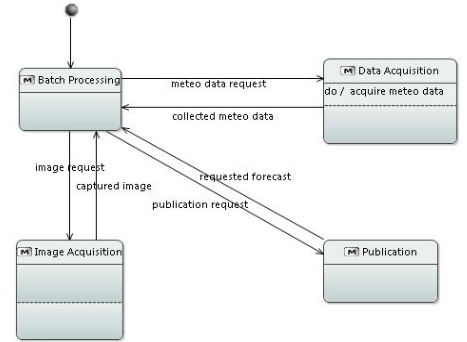 M Batch Processing
M Data Acquisition
meteo data request
do / acquire meteo data
collected meteo data
image request
captured image
requested forecast
publication request
M Image Acquisition
M Publication